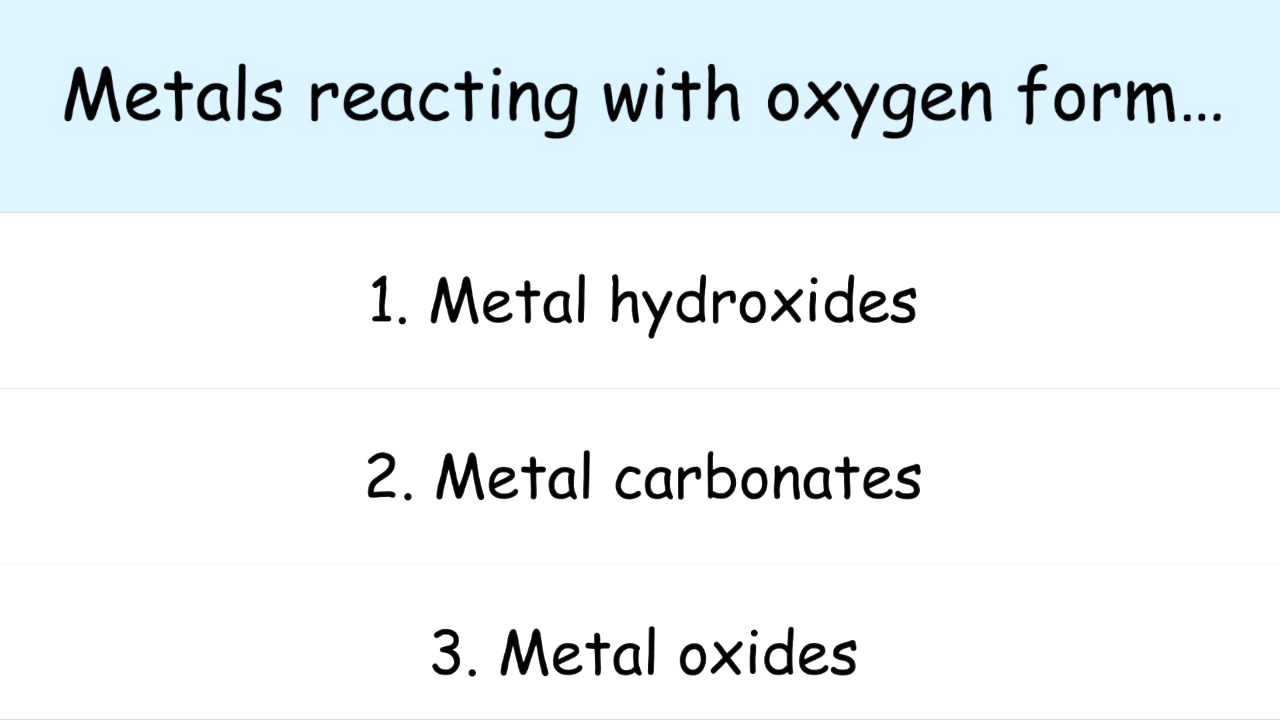 Metals reacting with oxygen form...
1. Metal hydroxides
2. Metal carbonates
3. Metal oxides